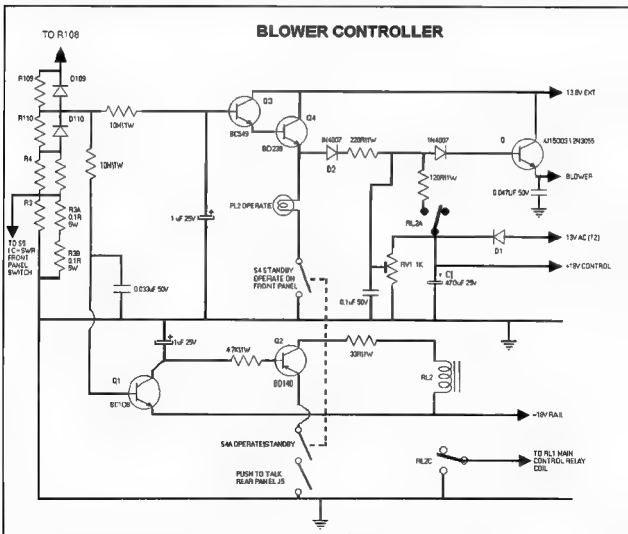 BLOWER CONTROLLER
TO R108
R109
D109
R110
D110
10H/1W
10H/1W
Q3
BC549
Q4
BD239
1N4007
D2
220R/1W
1N4007
Q
2N3055
13.8V EXT
BLOWER
0.047UF 50V
120R/1W
R4
R3
R3A
0.1R
5W
R3B
0.1R
5W
TO S5
IC-SWR
FRONT
PANEL
SWITCH
1 uF 25V
0.033uF 50V
PL2 OPERATE
S4 STANDBY
OPERATE ON
FRONT PANEL
RL2A
RV1 1K
0.1uF 50V
C1
470uF 25V
D1
13V AC (T2)
+18V CONTROL
1uF 25V
Q1
4.7K/1W
Q2
BD140
33R/1W
RL2
-18V RAIL
S4A OPERATE/STANDBY
PUSH TO TALK
REAR PANEL J5
RL2C
TO RL1 MAIN
CONTROL RELAY
COIL